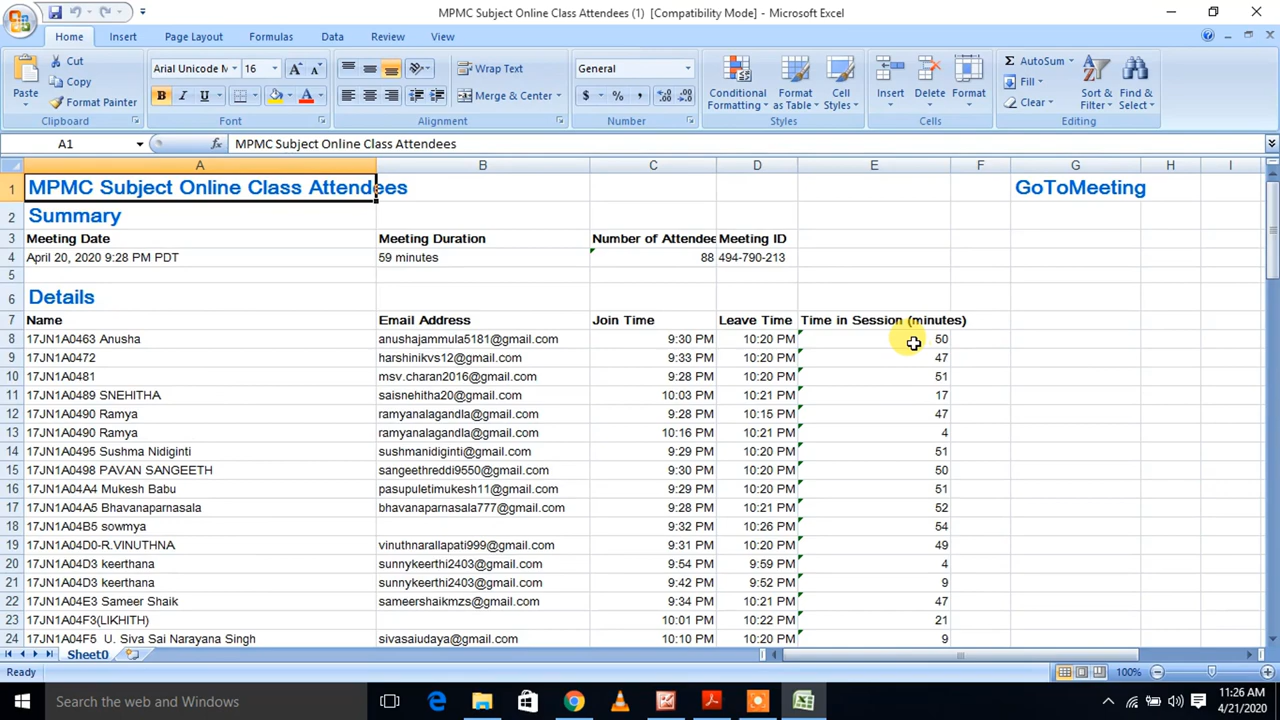 MPMC Subject Online Class Attendees (1) [Compatibility Mode] - Microsoft Excel
Home Insert Page Layout Formulas Data Review View
Paste Cut Copy Format Painter Clipboard
Arial Unicode M 16 A A B I U A Font
Wrap Text Merge & Center Alignment
General $ % , .0 .00 .00 .0 Number
Conditional Formatting Format as Table Cell Styles Styles
Insert Delete Format Cells
Σ AutoSum Fill Clear Sort & Filter Find & Select Editing
A1 fx MPMC Subject Online Class Attendees
A B C D E F G H I
1 MPMC Subject Online Class Attendees GoToMeeting
2 Summary
3 Meeting Date Meeting Duration Number of Attendee Meeting ID
4 April 20, 2020 9:28 PM PDT 59 minutes 88 494-790-213
5
6 Details
7 Name Email Address Join Time Leave Time Time in Session (minutes)
8 17JN1A0463 Anusha anushajammula5181@gmail.com 9:30 PM 10:20 PM 50
9 17JN1A0472 harshinikvs12@gmail.com 9:33 PM 10:20 PM 47
10 17JN1A0481 msv.charan2016@gmail.com 9:28 PM 10:20 PM 51
11 17JN1A0489 SNEHITHA saisnehitha20@gmail.com 10:03 PM 10:21 PM 17
12 17JN1A0490 Ramya ramyanalagandla@gmail.com 9:28 PM 10:15 PM 47
13 17JN1A0490 Ramya ramyanalagandla@gmail.com 10:16 PM 10:21 PM 4
14 17JN1A0495 Sushma Nidiginti sushmanidiginti@gmail.com 9:29 PM 10:20 PM 51
15 17JN1A0498 PAVAN SANGEETH sangeethreddi9550@gmail.com 9:30 PM 10:20 PM 50
16 17JN1A04A4 Mukesh Babu pasupuletimukesh11@gmail.com 9:29 PM 10:20 PM 51
17 17JN1A04A5 Bhavanaparnasala bhavanaparnasala777@gmail.com 9:28 PM 10:21 PM 52
18 17JN1A04B5 sowmya 9:32 PM 10:26 PM 54
19 17JN1A04D0-R.VINUTHNA vinuthnarallapati999@gmail.com 9:31 PM 10:20 PM 49
20 17JN1A04D3 keerthana sunnykeerthi2403@gmail.com 9:54 PM 9:59 PM 4
21 17JN1A04D3 keerthana sunnykeerthi2403@gmail.com 9:42 PM 9:52 PM 9
22 17JN1A04E3 Sameer Shaik sameershaikmzs@gmail.com 9:34 PM 10:21 PM 47
23 17JN1A04F3(LIKHITH) 10:01 PM 10:22 PM 21
24 17JN1A04F5 U. Siva Sai Narayana Singh sivasaiudaya@gmail.com 10:10 PM 10:20 PM 9
Sheet0
Ready 100%
Search the web and Windows
11:26 AM
4/21/2020